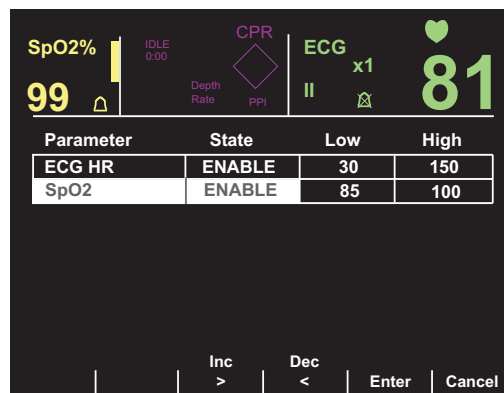 SpO2%
99
IDLE
0:00
CPR
Depth
Rate PPI
ECG
x1
II
81
Parameter State Low High
ECG HR ENABLE 30 150
SpO2 ENABLE 85 100
Inc Dec
> < Enter Cancel